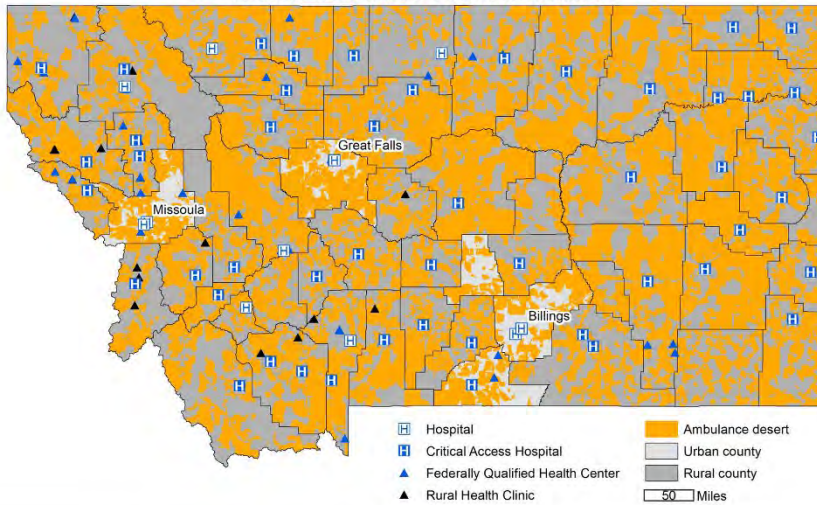 Great Falls
Missoula
Billings
Hospital
Critical Access Hospital
Federally Qualified Health Center
Rural Health Clinic
Ambulance desert
Urban county
Rural county
50 Miles